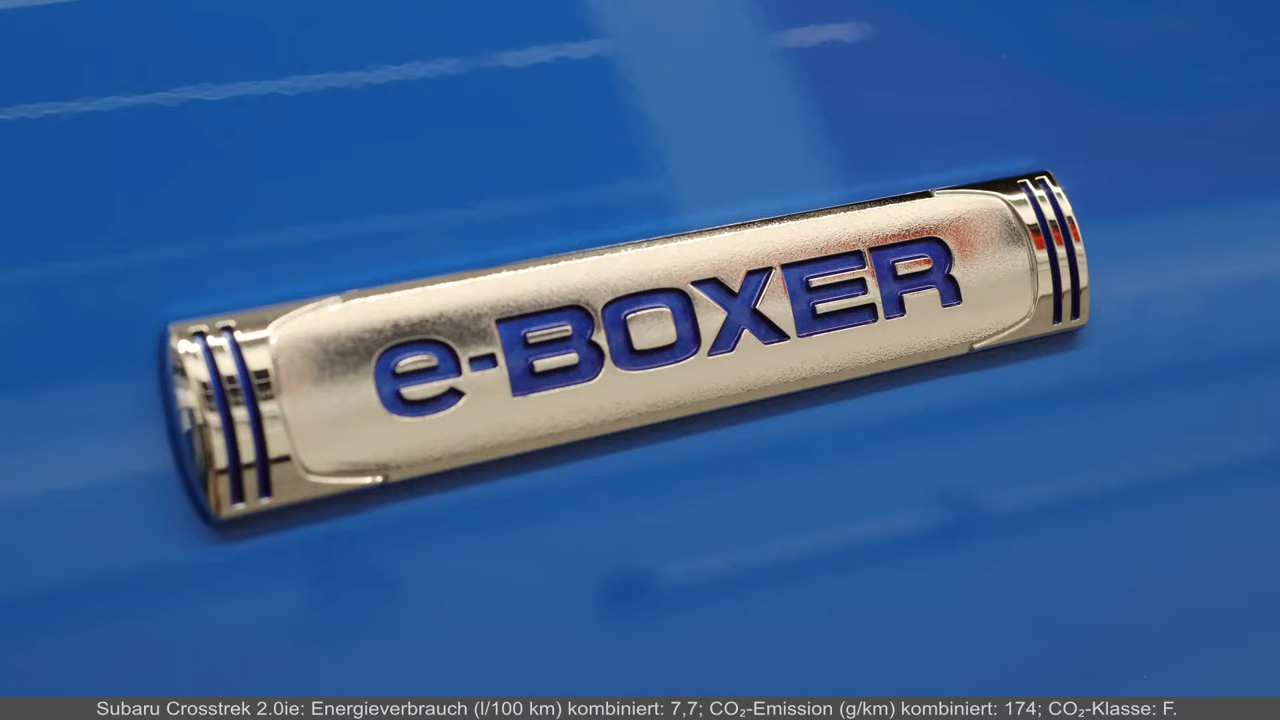 e-BOXER
Subaru Crosstrek 2.0ie: Energieverbrauch (l/100 km) kombiniert: 7,7; CO₂-Emission (g/km) kombiniert: 174; CO₂-Klasse: F.